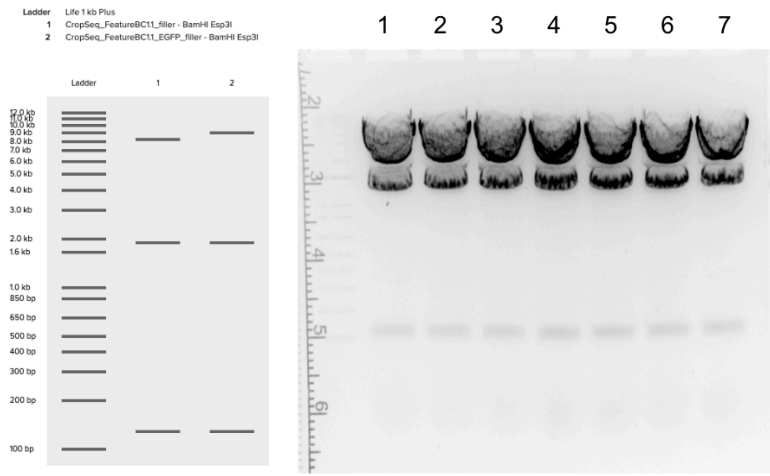 Ladder Life 1 kb Plus
1 CropSeq_FeatureBC1.1_filler - BamHI Esp3I
2 CropSeq_FeatureBC1.1_EGFP_filler - BamHI Esp3I
Ladder 1 2
12.0 kb
11.0 kb
10.0 kb
9.0 kb
8.0 kb
7.0 kb
6.0 kb
5.0 kb
4.0 kb
3.0 kb
2.0 kb
1.6 kb
1.0 kb
850 bp
650 bp
500 bp
400 bp
300 bp
200 bp
100 bp
1 2 3 4 5 6 7
2
3
4
5
6